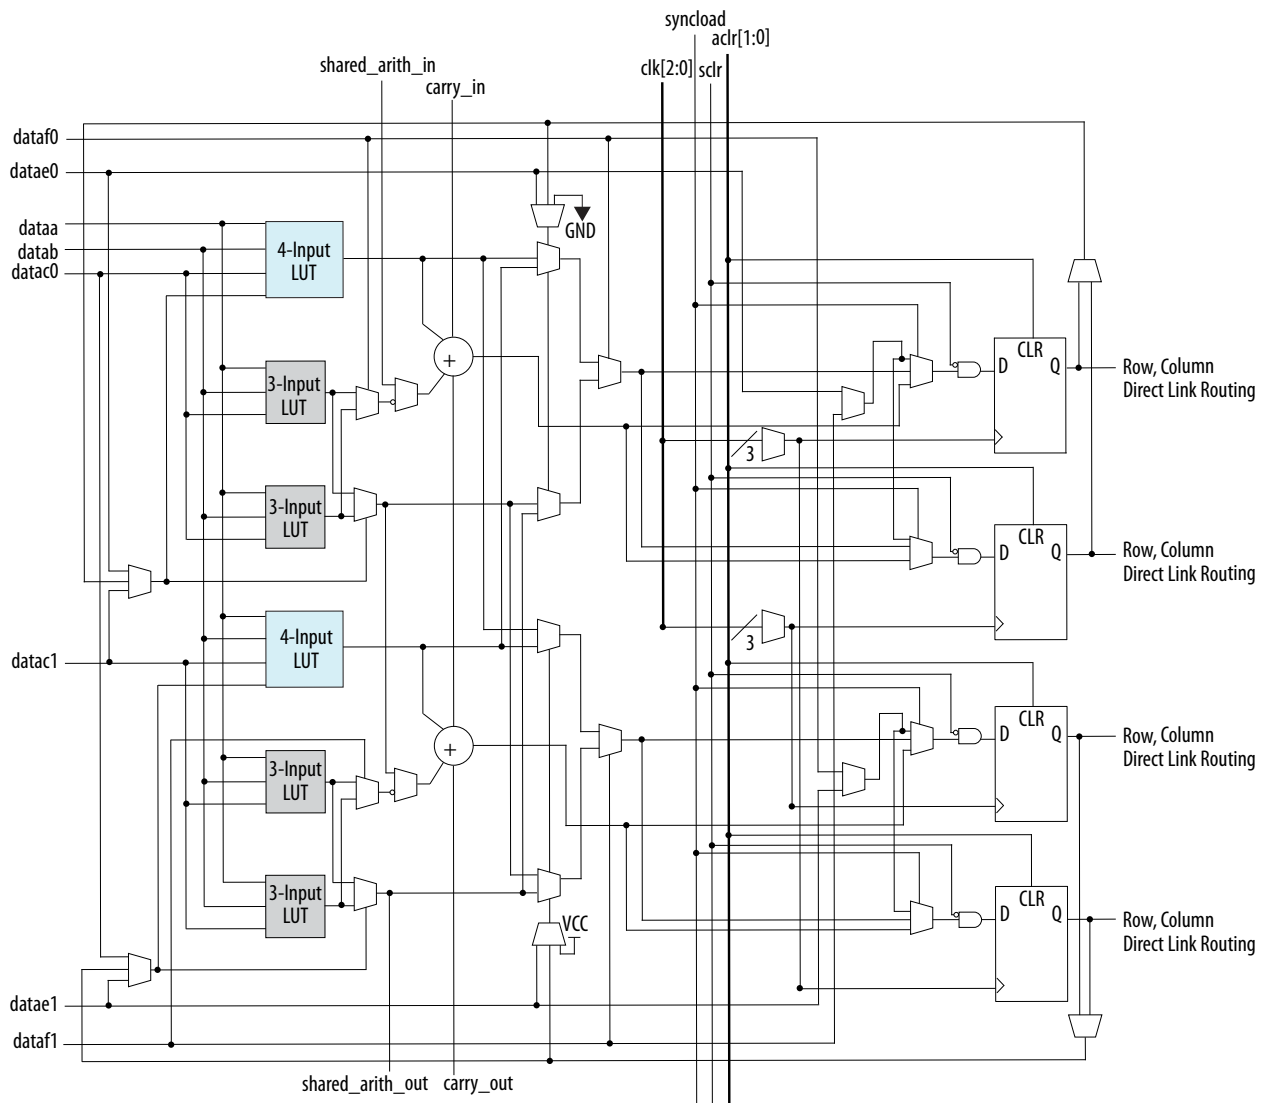 syncload
aclr[1:0]
shared_arith_in
clk[2:0]
sclr
carry_in
dataf0
datae0
GND
dataa
datab
datac0
4-Input
LUT
+
CLR
D
Q
Row, Column
Direct Link Routing
3-Input
LUT
3
3-Input
LUT
CLR
D
Q
Row, Column
Direct Link Routing
4-Input
LUT
3
datac1
CLR
D
Q
Row, Column
Direct Link Routing
+
3-Input
LUT
3-Input
LUT
CLR
D
Q
Row, Column
Direct Link Routing
VCC
datae1
dataf1
shared_arith_out
carry_out